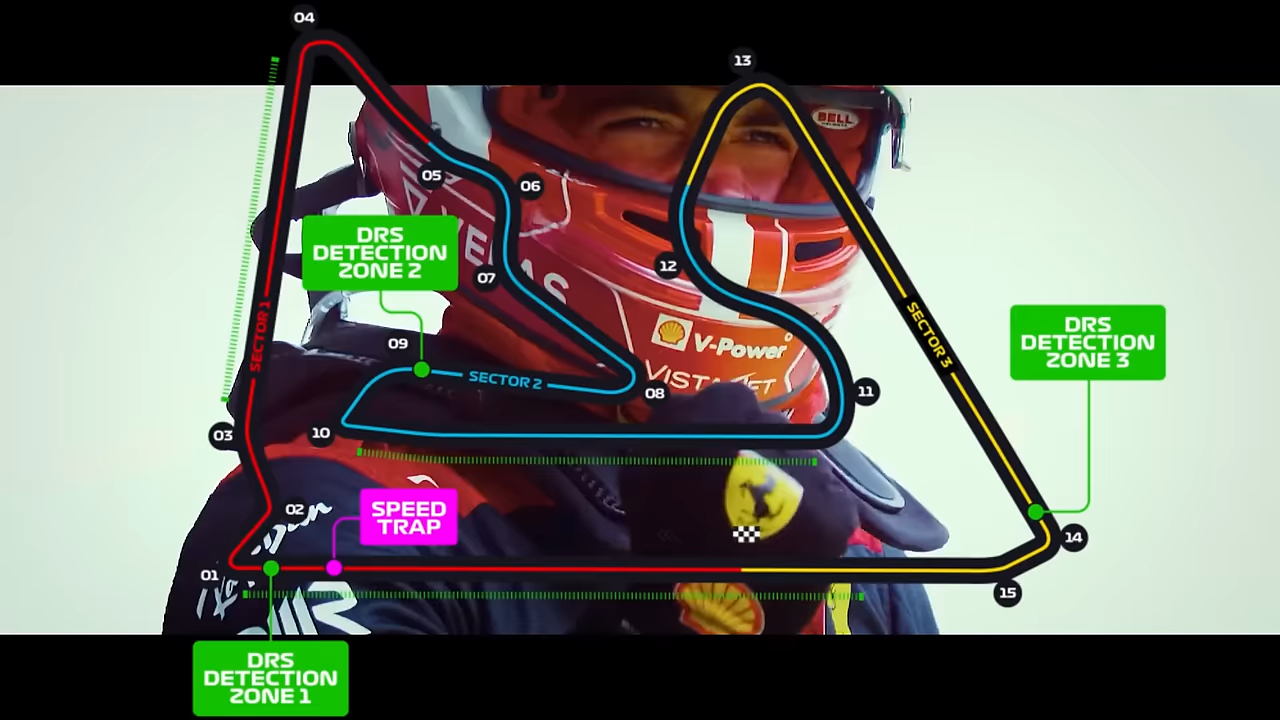 04
13
BELL
05
06
DRS
DETECTION
ZONE 2
12
07
SECTOR 1
09
V-Power
SECTOR 3
DRS
DETECTION
ZONE 3
SECTOR 2
08
11
03
10
02
SPEED
TRAP
14
01
15
DRS
DETECTION
ZONE 1